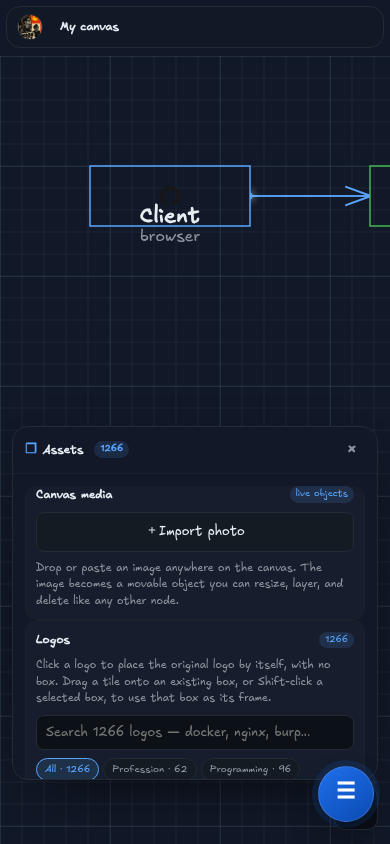 My canvas
Client
browser
Assets 1266
×
Canvas media
live objects
+ Import photo
Drop or paste an image anywhere on the canvas. The
image becomes a movable object you can resize, layer, and
delete like any other node.
Logos
1266
Click a logo to place the original logo by itself, with no
box. Drag a tile onto an existing box, or Shift-click a
selected box, to use that box as its frame.
Search 1266 logos — docker, nginx, burp...
All · 1266
Profession · 62
Programming · 96